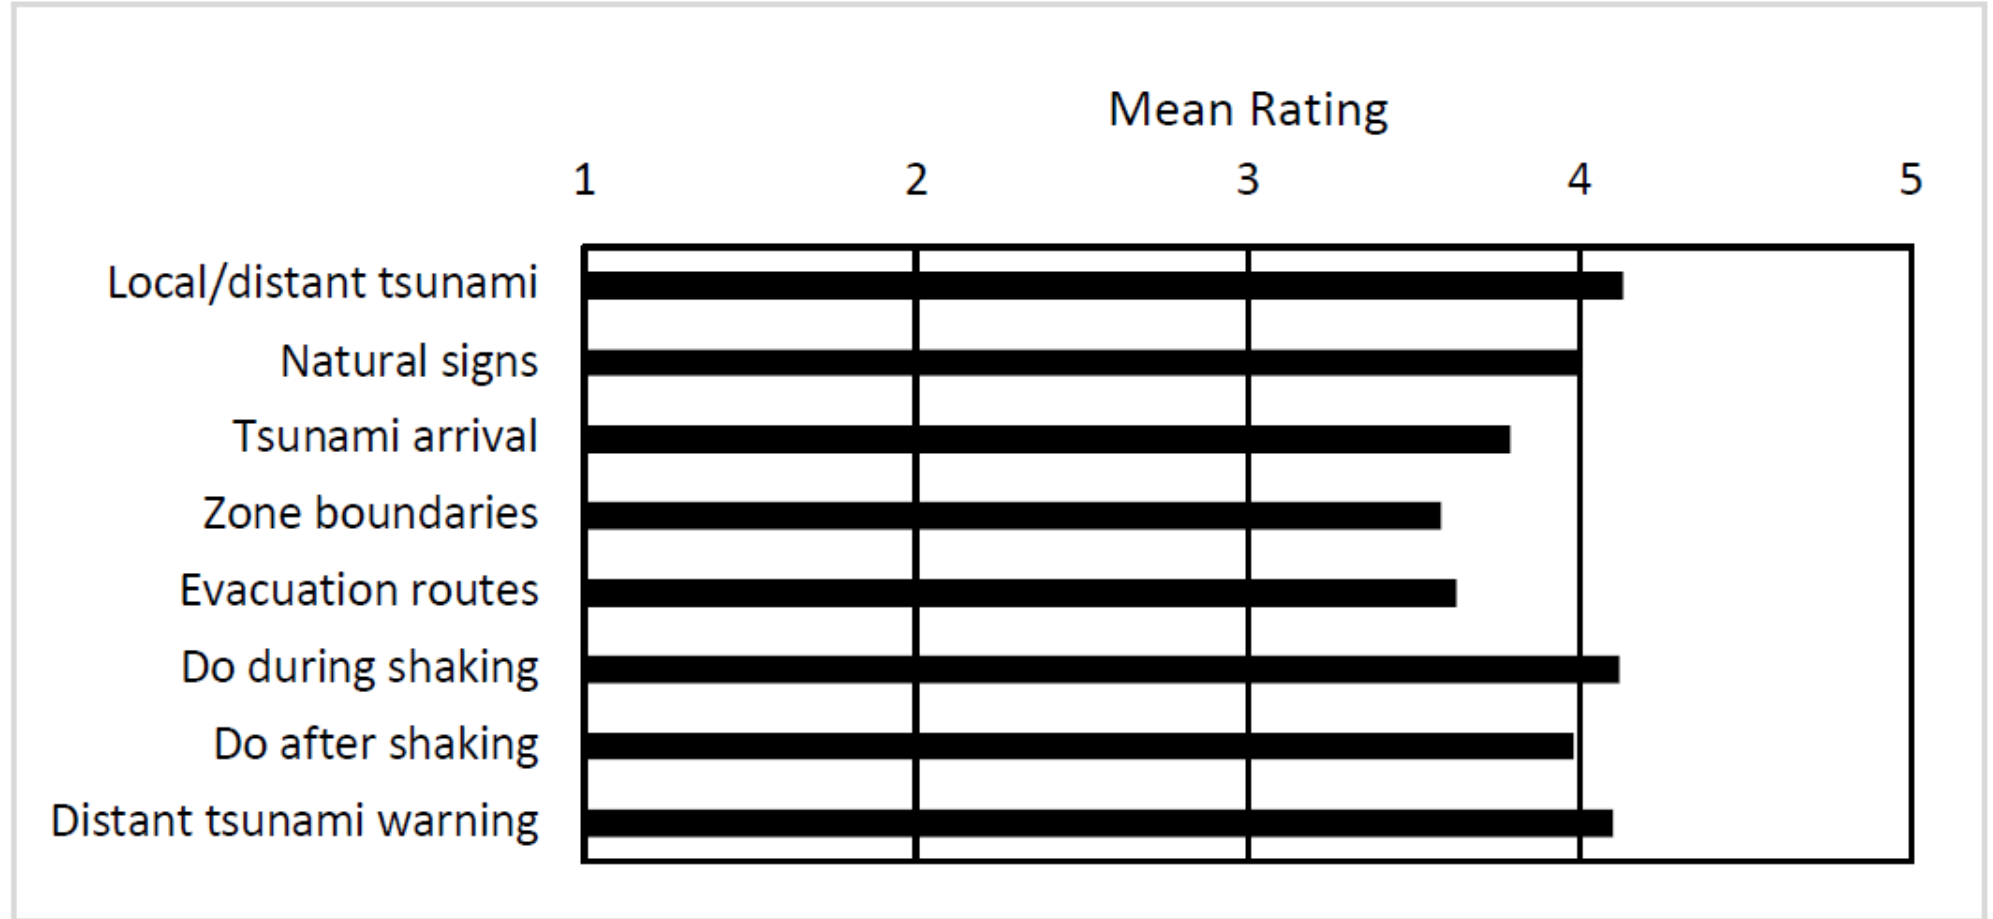 Mean Rating
1 2 3 4 5
Local/distant tsunami
Natural signs
Tsunami arrival
Zone boundaries
Evacuation routes
Do during shaking
Do after shaking
Distant tsunami warning